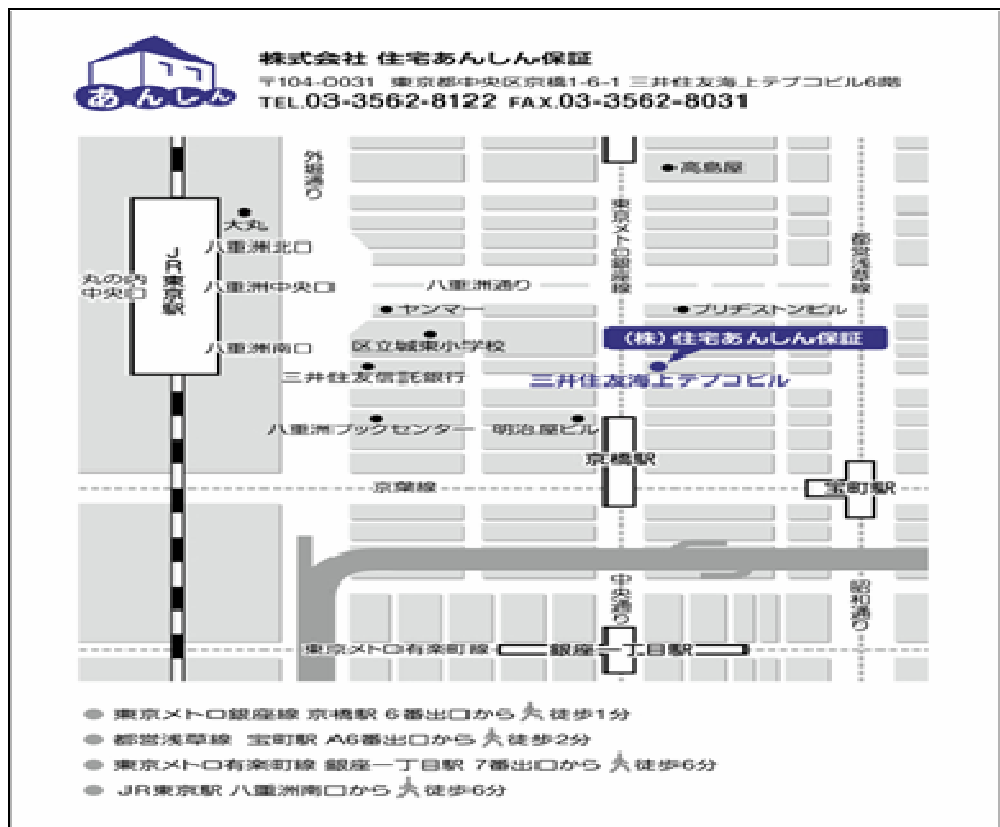 あんしん
株式会社 住宅あんしん保証
〒104-0031 東京都中央区京橋1-6-1 三井住友海上テプコビル6階
TEL.03-3562-8122 FAX.03-3562-8031
外堀通り
高島屋
東京メトロ銀座線
大丸
八重洲北口
都営浅草線
JR東京駅
丸の内
中央口
八重洲中央口
八重洲通り
ヤンマー
ブリヂストンビル
(株)住宅あんしん保証
区立城東小学校
八重洲南口
三井住友信託銀行
三井住友海上テプコビル
八重洲ブックセンター
明治屋ビル
京橋駅
京葉線
宝町駅
中央通り
昭和通り
東京メトロ有楽町線
銀座一丁目駅
東京メトロ銀座線 京橋駅 6番出口から 徒歩1分
都営浅草線 宝町駅 A6番出口から 徒歩2分
東京メトロ有楽町線 銀座一丁目駅 7番出口から 徒歩6分
JR東京駅 八重洲南口から 徒歩6分